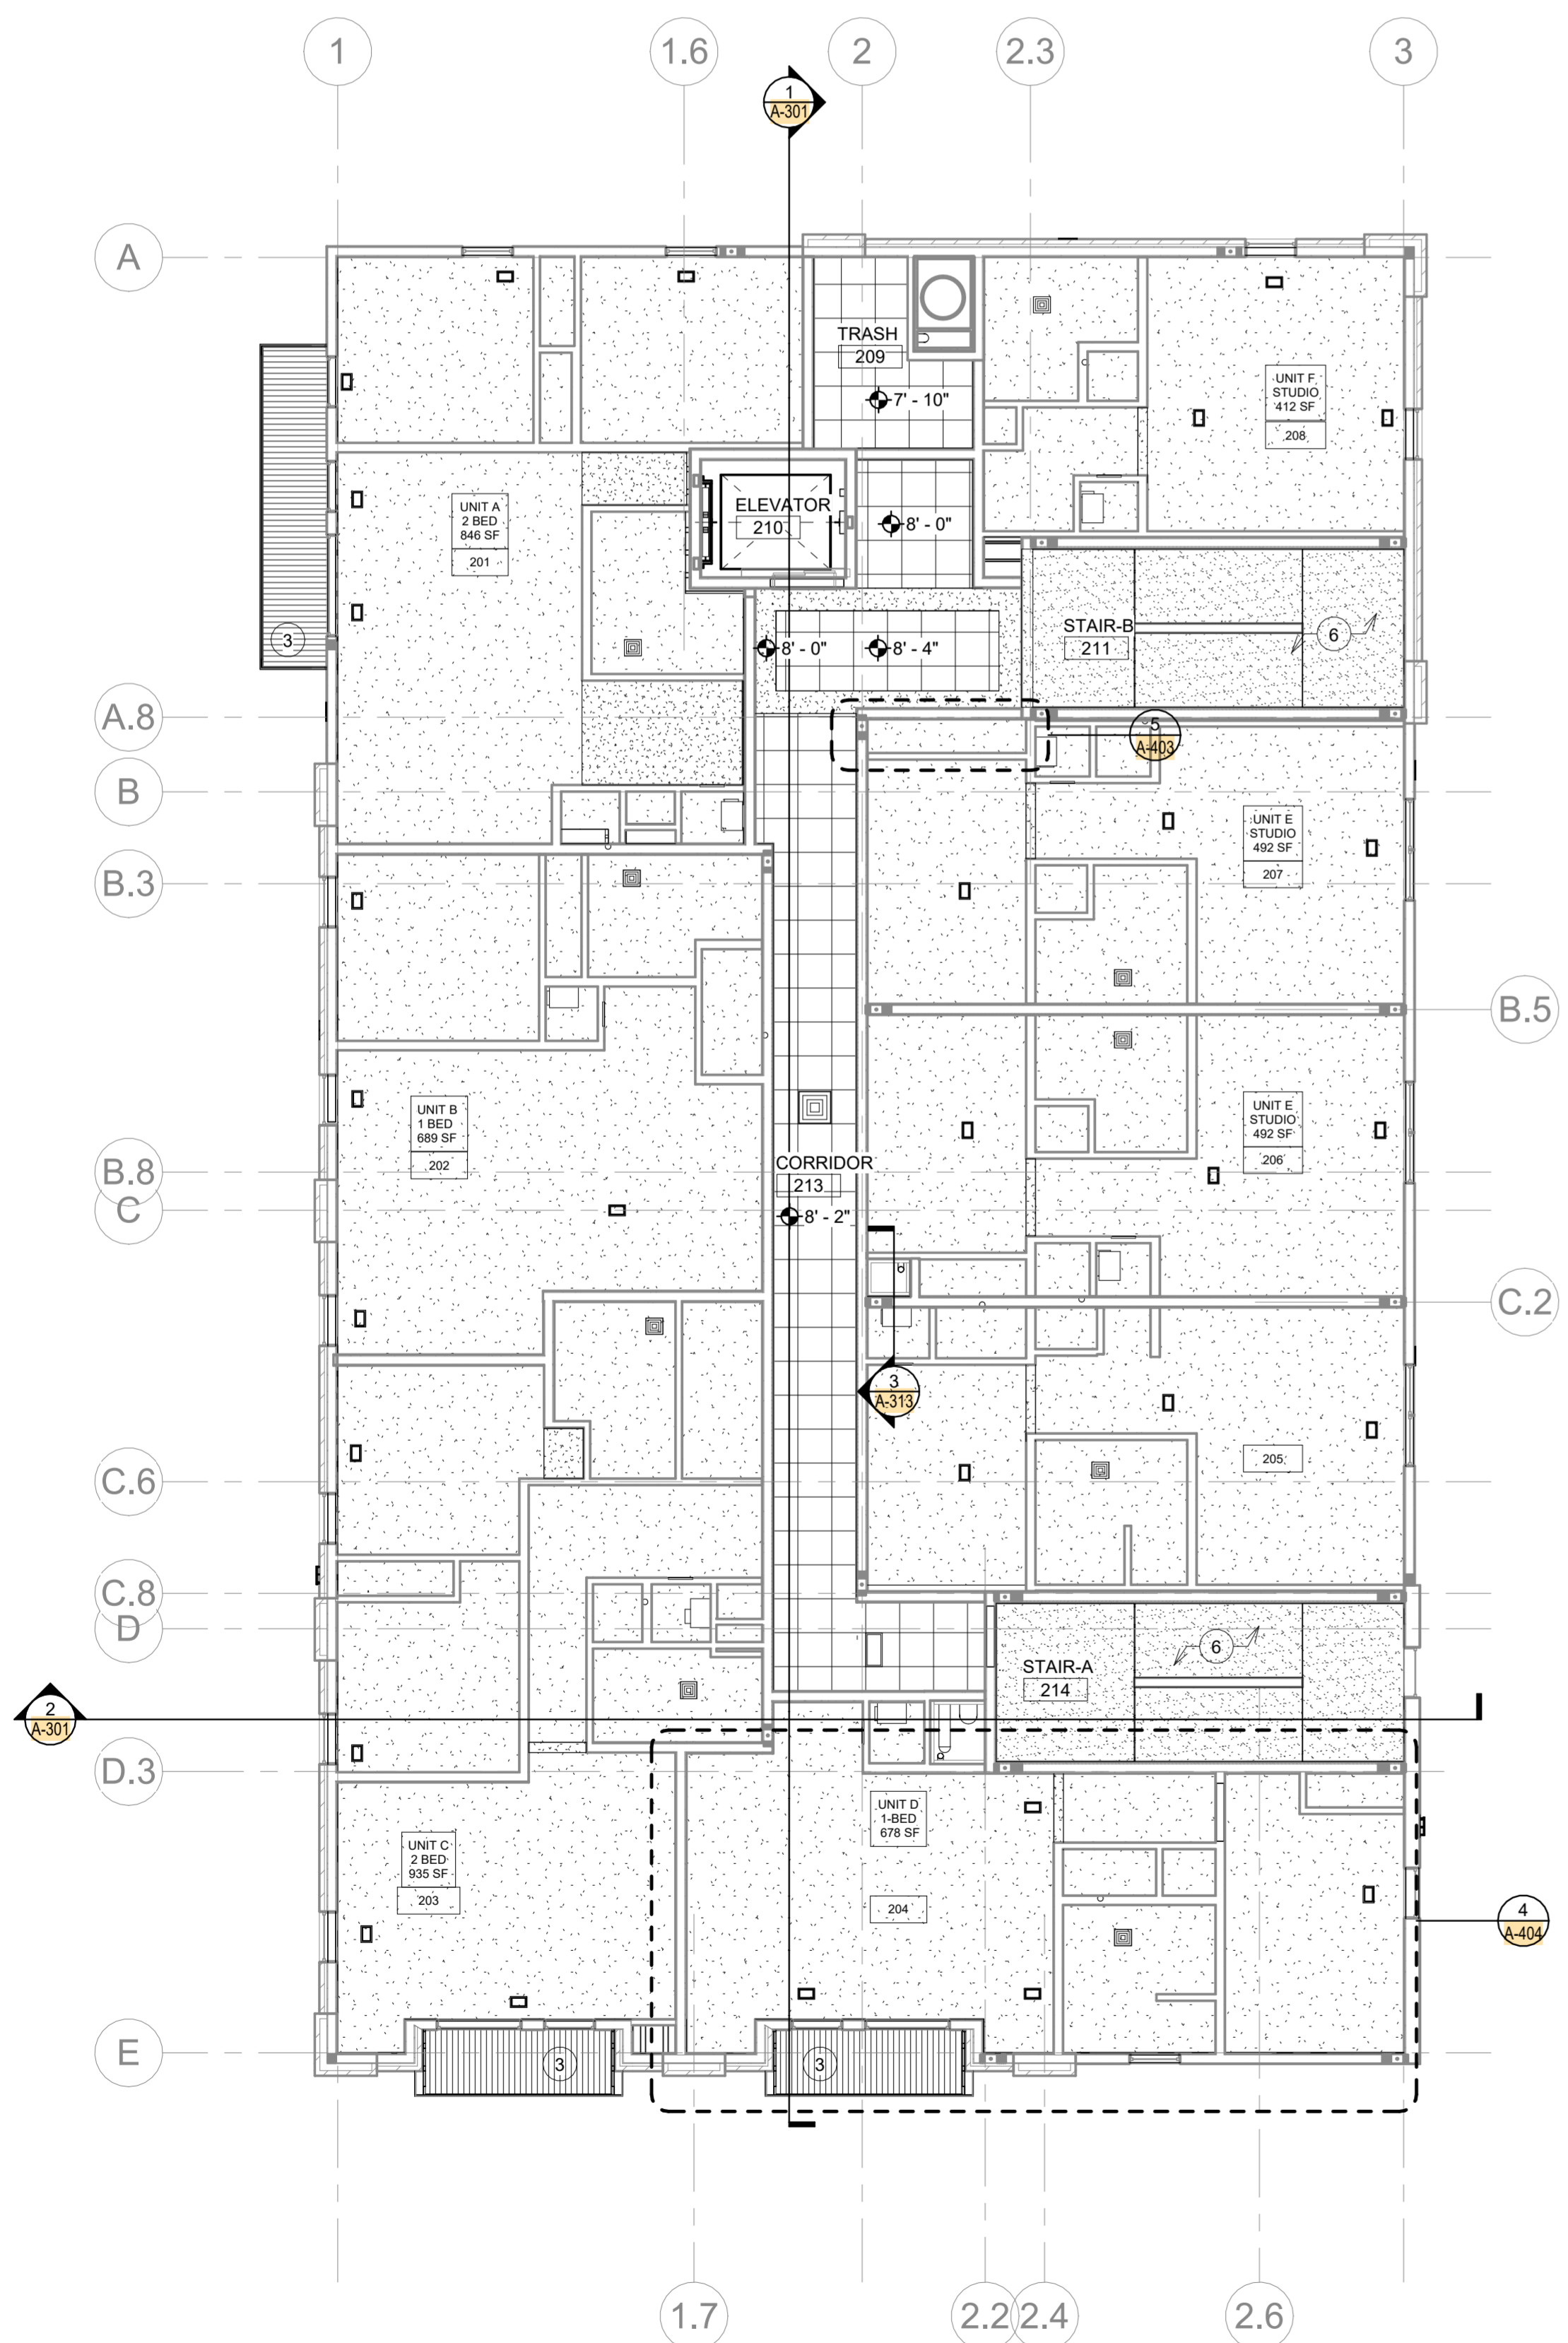 1
1.6
2
2.3
3
1
A-301
A
TRASH
209
7' - 10"
UNIT F
STUDIO
412 SF
208
UNIT A
2 BED
846 SF
201
ELEVATOR
210
8' - 0"
3
STAIR-B
211
6
8' - 0"
8' - 4"
A.8
5
A-403
B
UNIT E
STUDIO
492 SF
207
B.3
B.5
UNIT B
1 BED
689 SF
202
UNIT E
STUDIO
492 SF
206
B.8
C
CORRIDOR
213
8' - 2"
C.2
3
A-313
205
C.6
C.8
D
6
STAIR-A
214
2
A-301
D.3
UNIT D
1-BED
678 SF
204
UNIT C
2 BED
935 SF
203
4
A-404
E
3
3
1.7
2.2
2.4
2.6